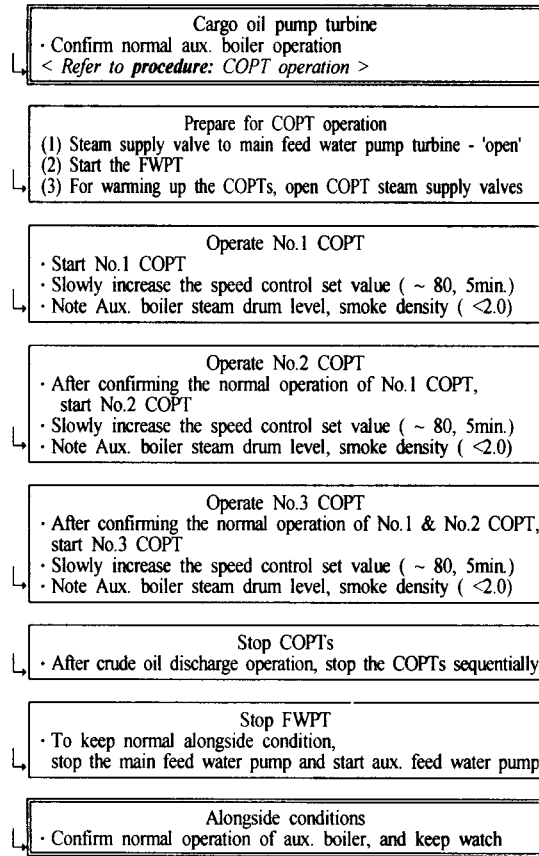 Cargo oil pump turbine
· Confirm normal aux. boiler operation
< Refer to procedure: COPT operation >
Prepare for COPT operation
(1) Steam supply valve to main feed water pump turbine - 'open'
(2) Start the FWPT
(3) For warming up the COPTs, open COPT steam supply valves
Operate No.1 COPT
· Start No.1 COPT
· Slowly increase the speed control set value ( ~ 80, 5min.)
· Note Aux. boiler steam drum level, smoke density ( <2.0)
Operate No.2 COPT
· After confirming the normal operation of No.1 COPT,
start No.2 COPT
· Slowly increase the speed control set value ( ~ 80, 5min.)
· Note Aux. boiler steam drum level, smoke density ( <2.0)
Operate No.3 COPT
· After confirming the normal operation of No.1 & No.2 COPT,
start No.3 COPT
· Slowly increase the speed control set value ( ~ 80, 5min.)
· Note Aux. boiler steam drum level, smoke density ( <2.0)
Stop COPTs
· After crude oil discharge operation, stop the COPTs sequentially
Stop FWPT
· To keep normal alongside condition,
stop the main feed water pump and start aux. feed water pump
Alongside conditions
· Confirm normal operation of aux. boiler, and keep watch